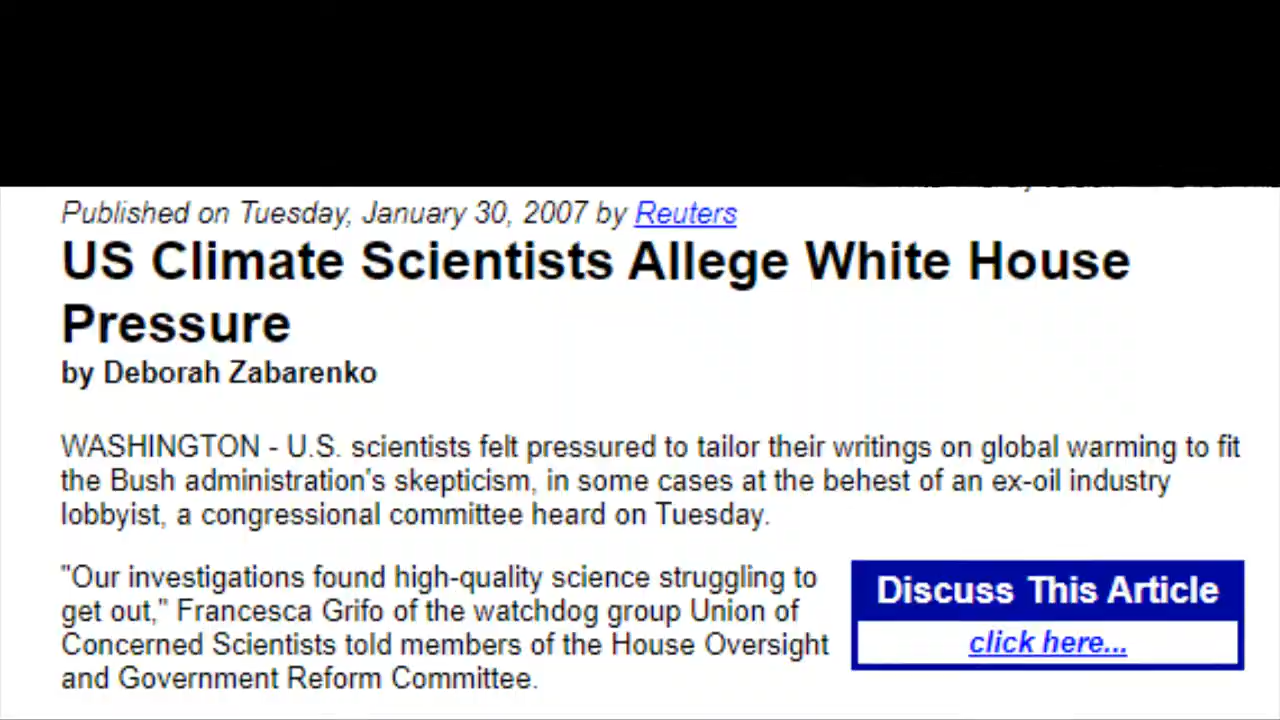 Published on Tuesday, January 30, 2007 by Reuters
US Climate Scientists Allege White House
Pressure
by Deborah Zabarenko
WASHINGTON - U.S. scientists felt pressured to tailor their writings on global warming to fit
the Bush administration's skepticism, in some cases at the behest of an ex-oil industry
lobbyist, a congressional committee heard on Tuesday.
"Our investigations found high-quality science struggling to
get out," Francesca Grifo of the watchdog group Union of
Concerned Scientists told members of the House Oversight
and Government Reform Committee.
Discuss This Article
click here...